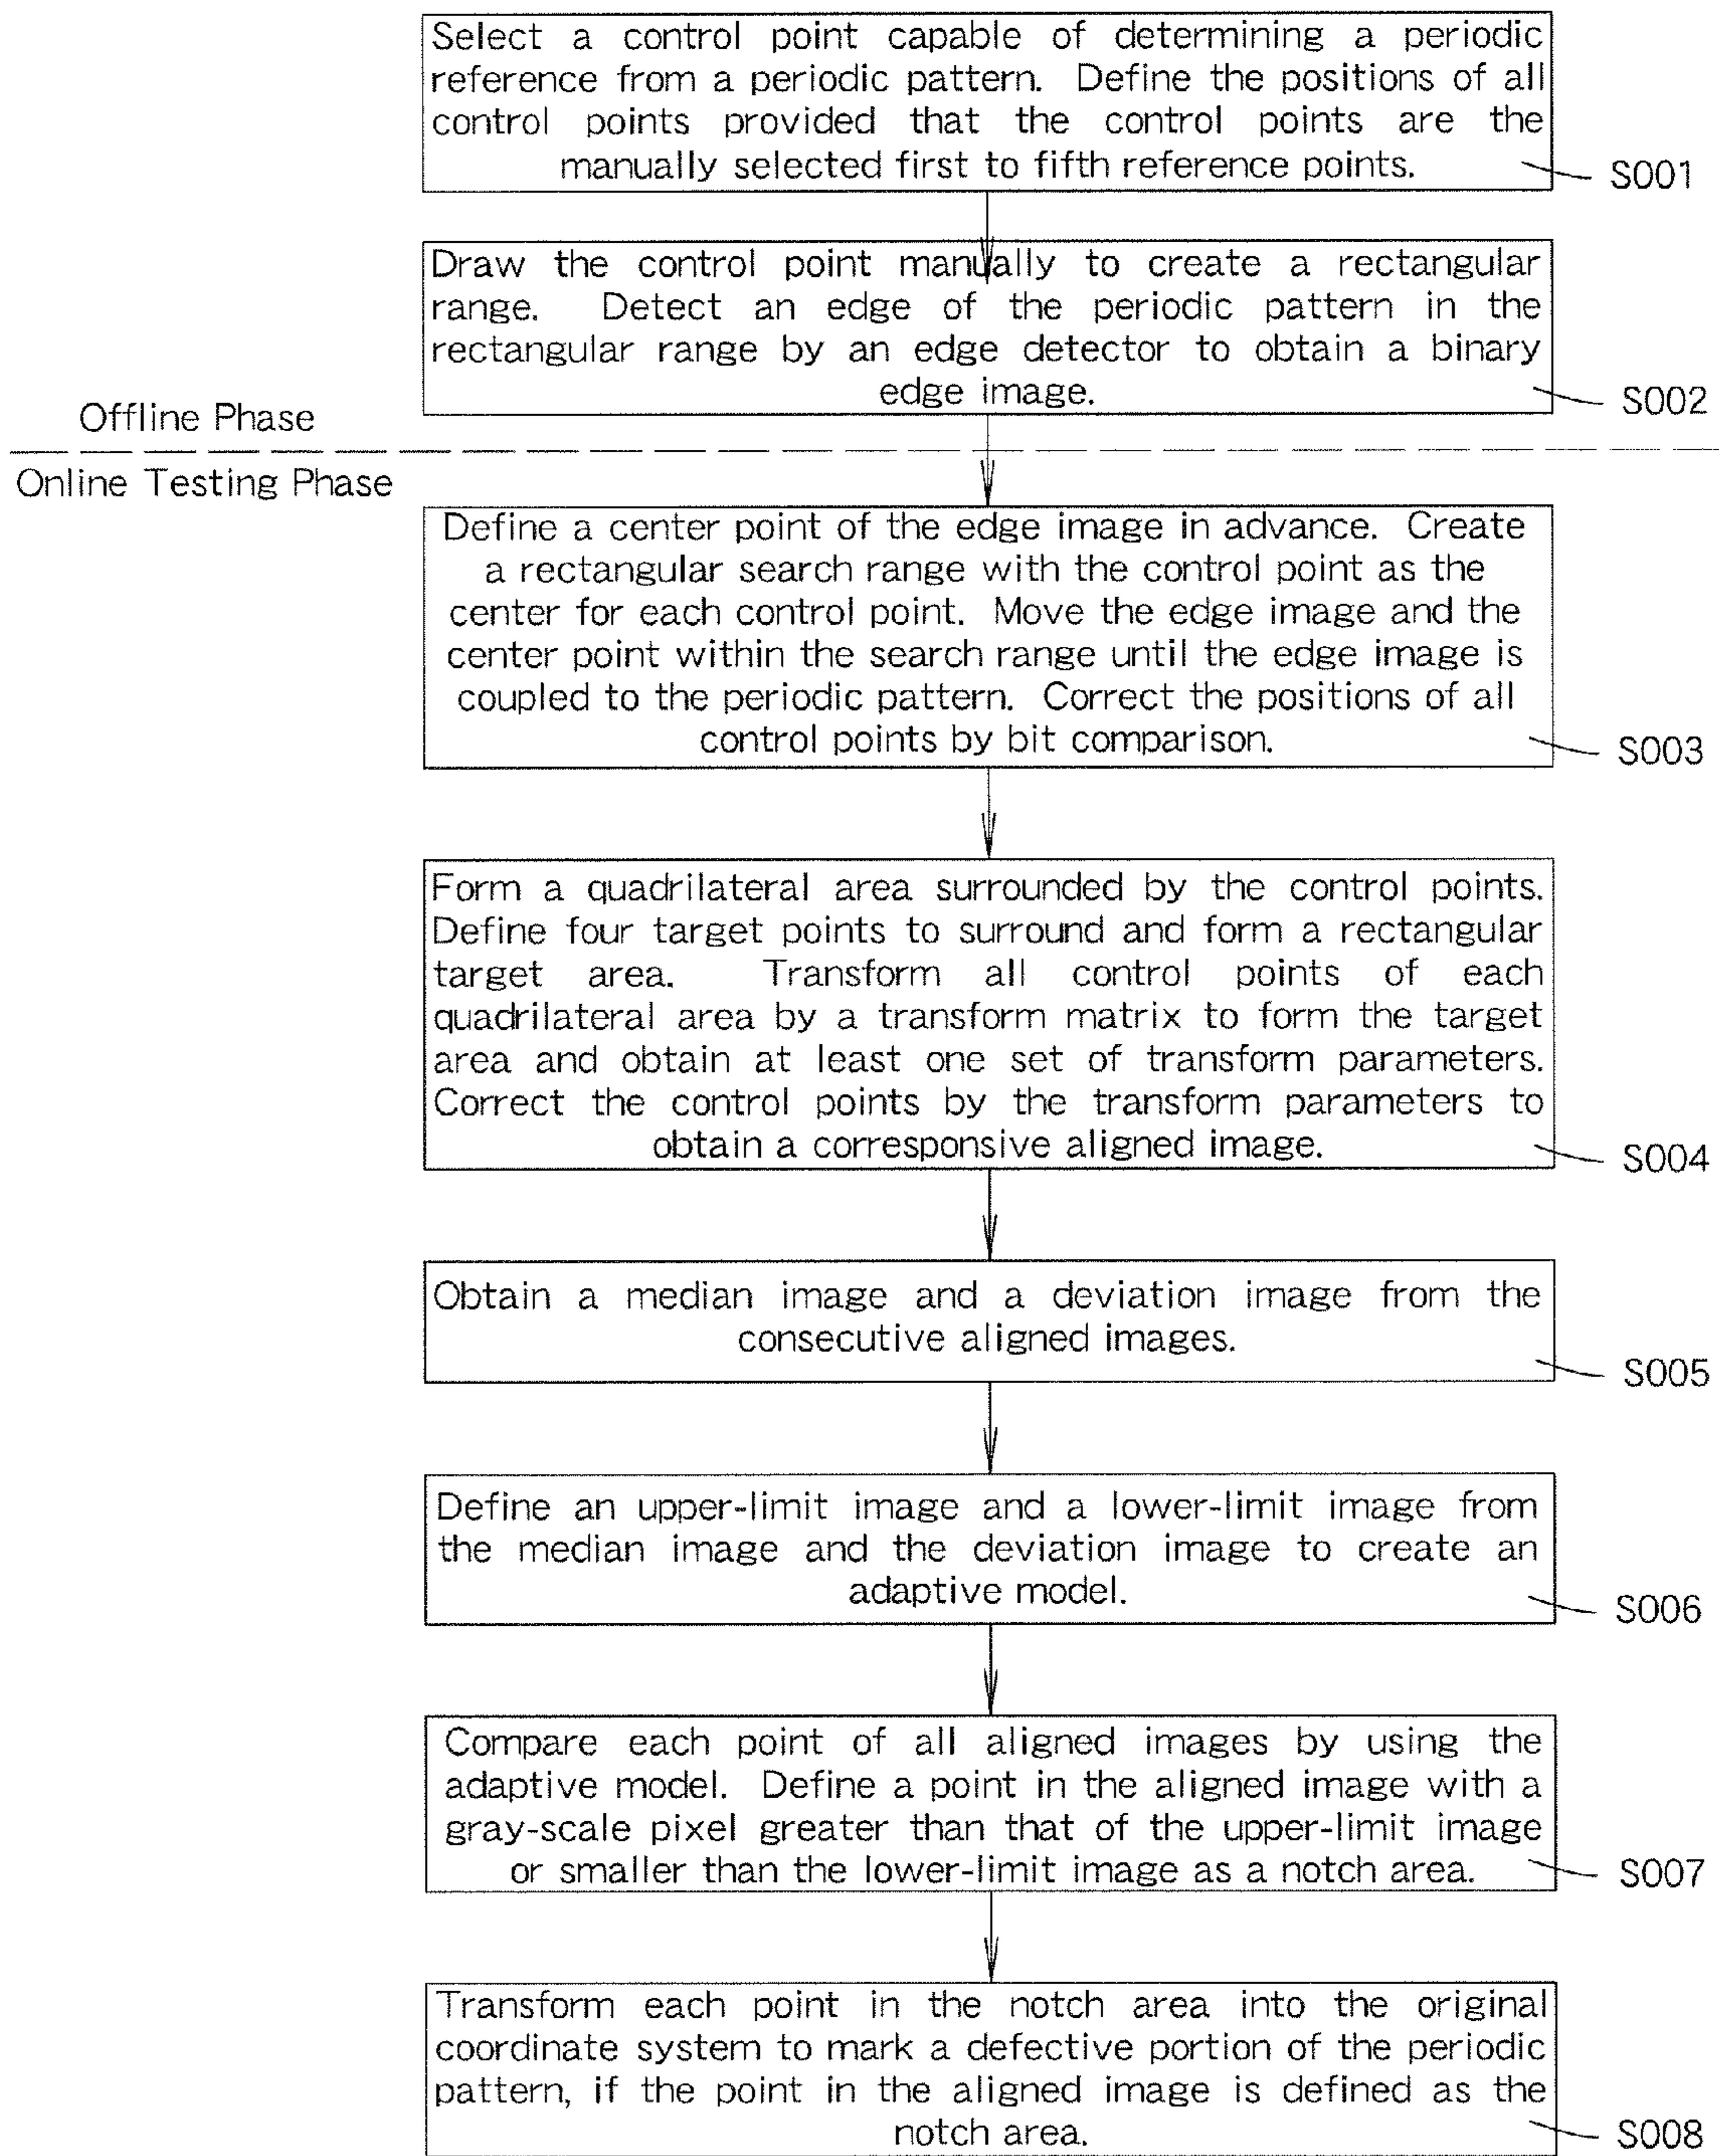 Select a control point capable of determining a periodic
reference from a periodic pattern. Define the positions of all
control points provided that the control points are the
manually selected first to fifth reference points.
S001
Draw the control point manually to create a rectangular
range. Detect an edge of the periodic pattern in the
rectangular range by an edge detector to obtain a binary
edge image.
S002
Offline Phase
Online Testing Phase
Define a center point of the edge image in advance. Create
a rectangular search range with the control point as the
center for each control point. Move the edge image and the
center point within the search range until the edge image is
coupled to the periodic pattern. Correct the positions of all
control points by bit comparison.
S003
Form a quadrilateral area surrounded by the control points.
Define four target points to surround and form a rectangular
target area. Transform all control points of each
quadrilateral area by a transform matrix to form the target
area and obtain at least one set of transform parameters.
Correct the control points by the transform parameters to
obtain a corresponsive aligned image.
S004
Obtain a median image and a deviation image from the
consecutive aligned images.
S005
Define an upper-limit image and a lower-limit image from
the median image and the deviation image to create an
adaptive model.
S006
Compare each point of all aligned images by using the
adaptive model. Define a point in the aligned image with a
gray-scale pixel greater than that of the upper-limit image
or smaller than the lower-limit image as a notch area.
S007
Transform each point in the notch area into the original
coordinate system to mark a defective portion of the periodic
pattern, if the point in the aligned image is defined as the
notch area.
S008